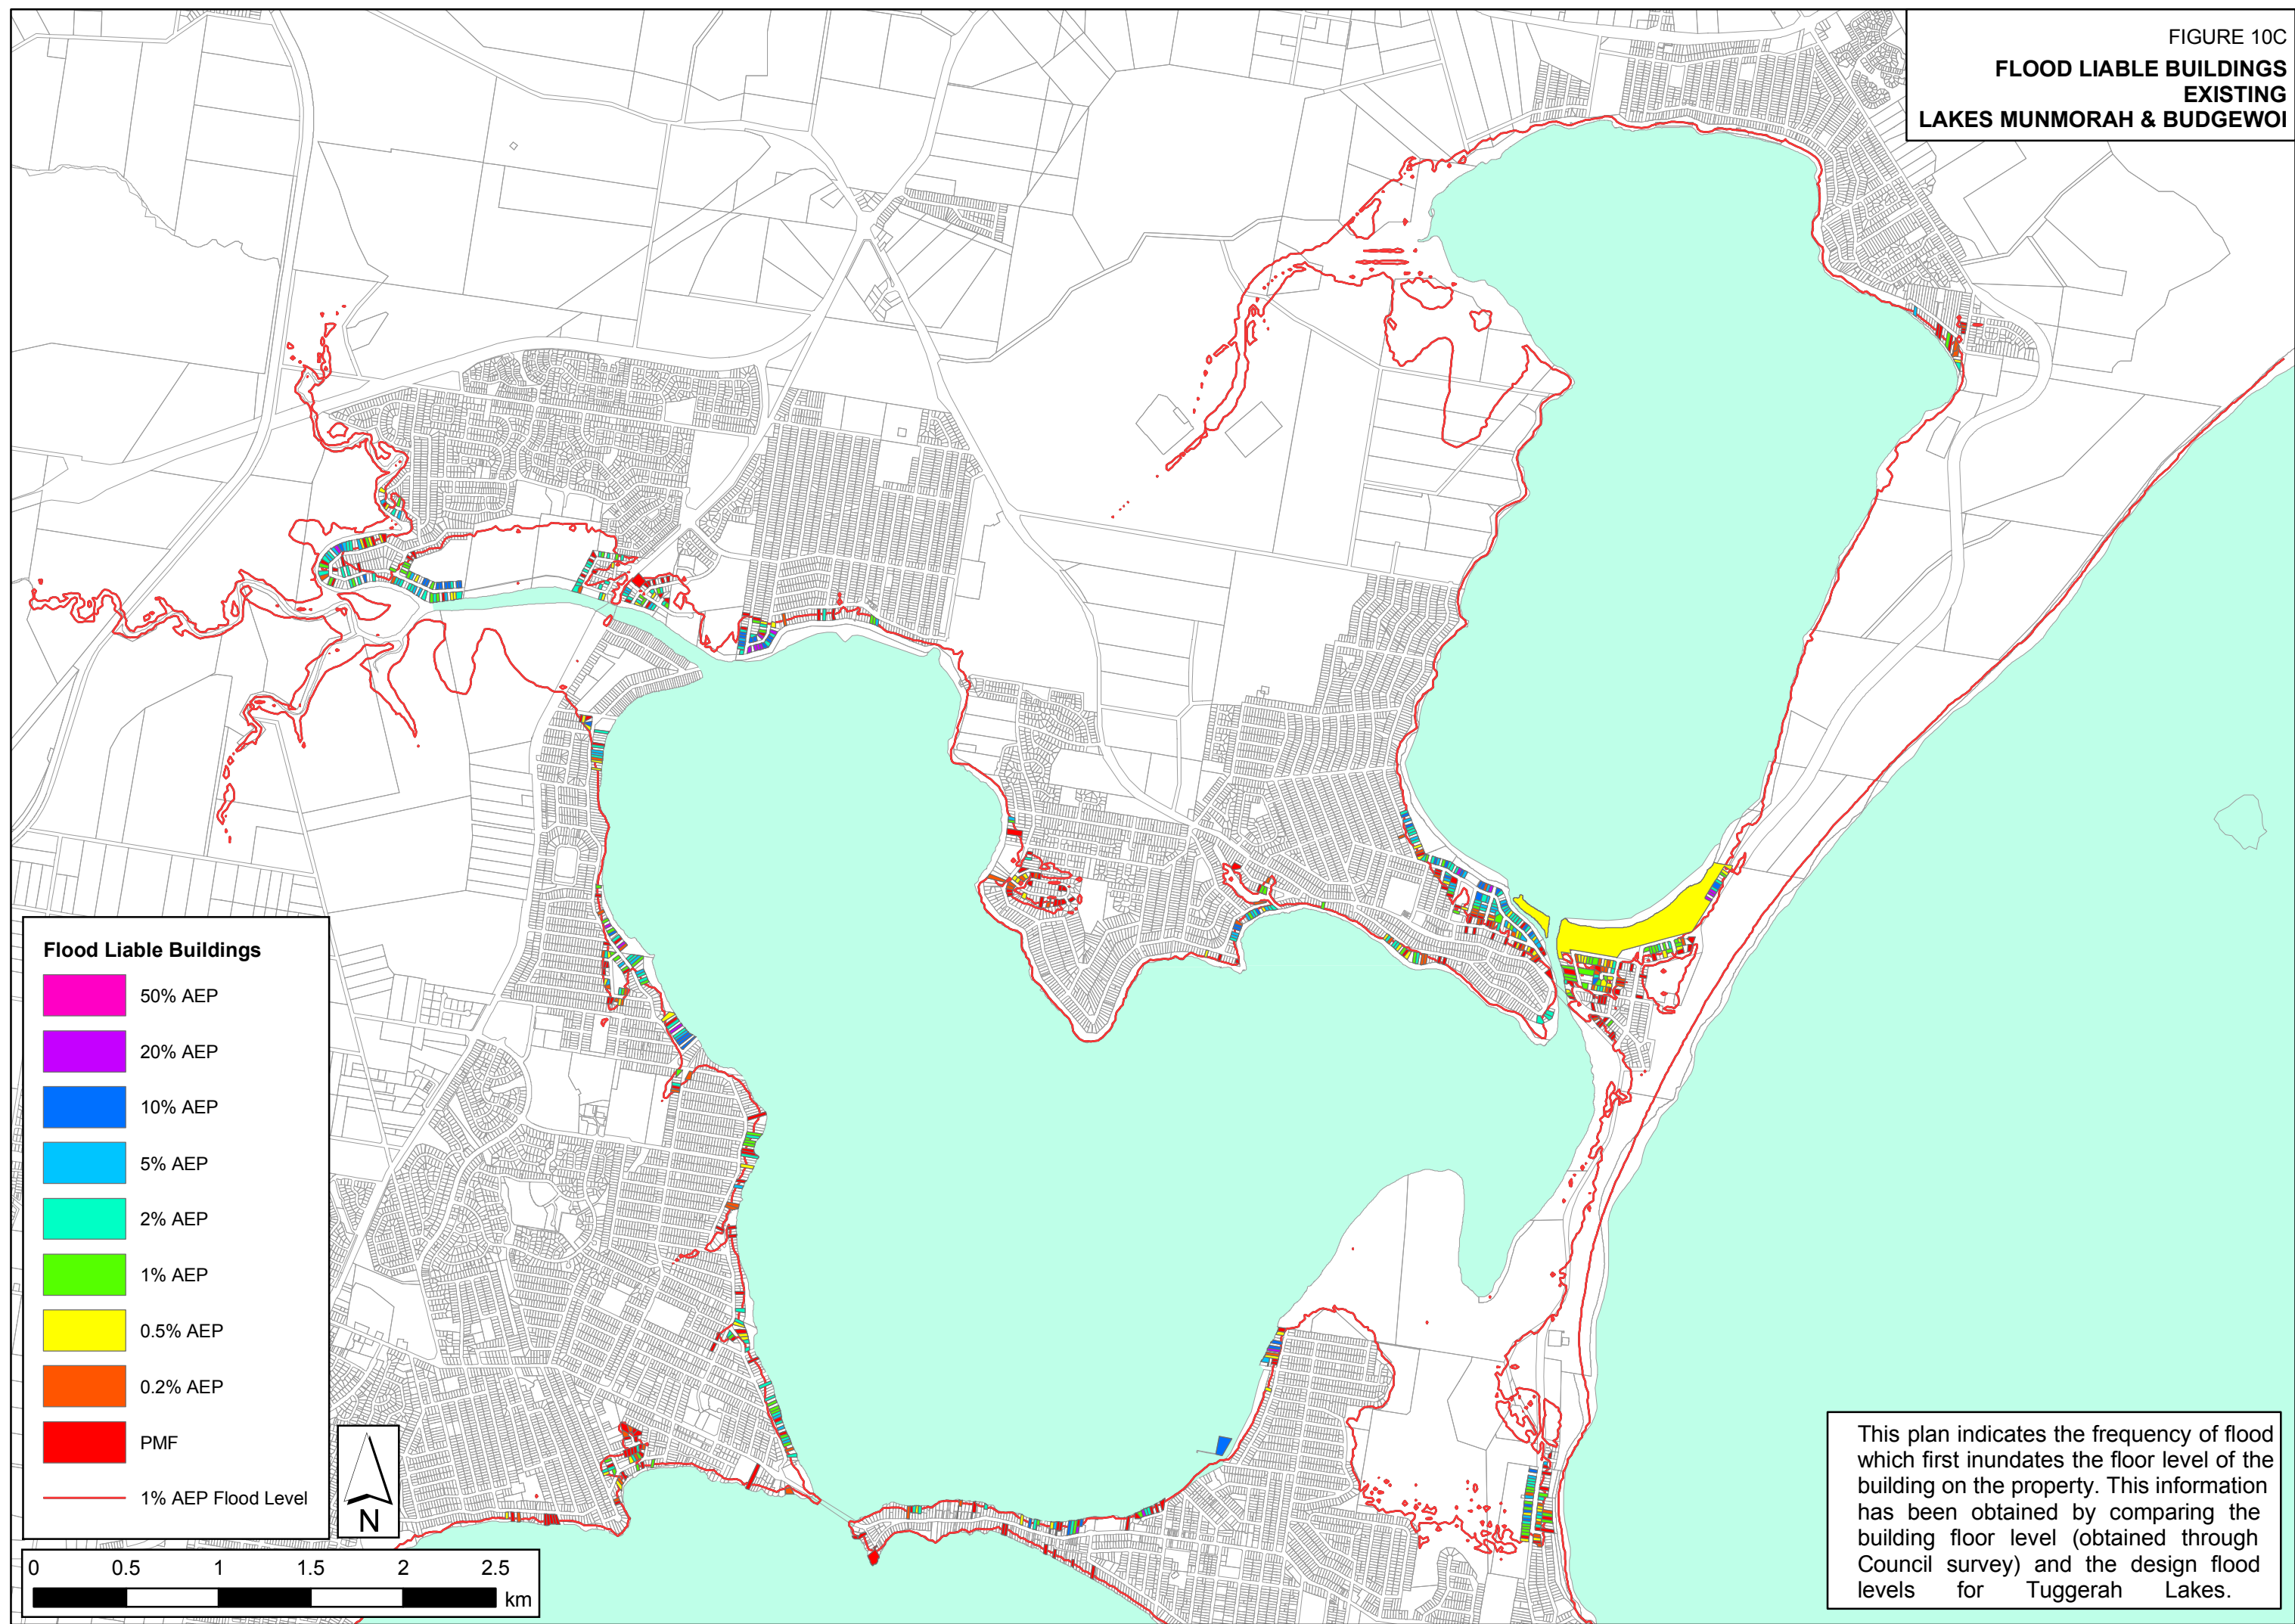 FIGURE 10C
FLOOD LIABLE BUILDINGS
EXISTING
LAKES MUNMORAH & BUDGEWOI
Flood Liable Buildings
50% AEP
20% AEP
10% AEP
5% AEP
2% AEP
1% AEP
0.5% AEP
0.2% AEP
PMF
1% AEP Flood Level
N
0 0.5 1 1.5 2 2.5
km
This plan indicates the frequency of flood
which first inundates the floor level of the
building on the property. This information
has been obtained by comparing the
building floor level (obtained through
Council survey) and the design flood
levels for Tuggerah Lakes.